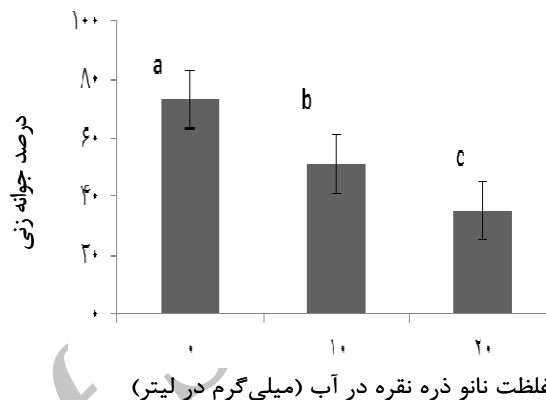 ۱۰۰
۸۰
۶۰
۴۰
۲۰
۰
درصد جوانه زنی
a
b
c
۰ ۱۰ ۲۰
غلظت نانو ذره نقره در آب (میلی‌گرم در لیتر)